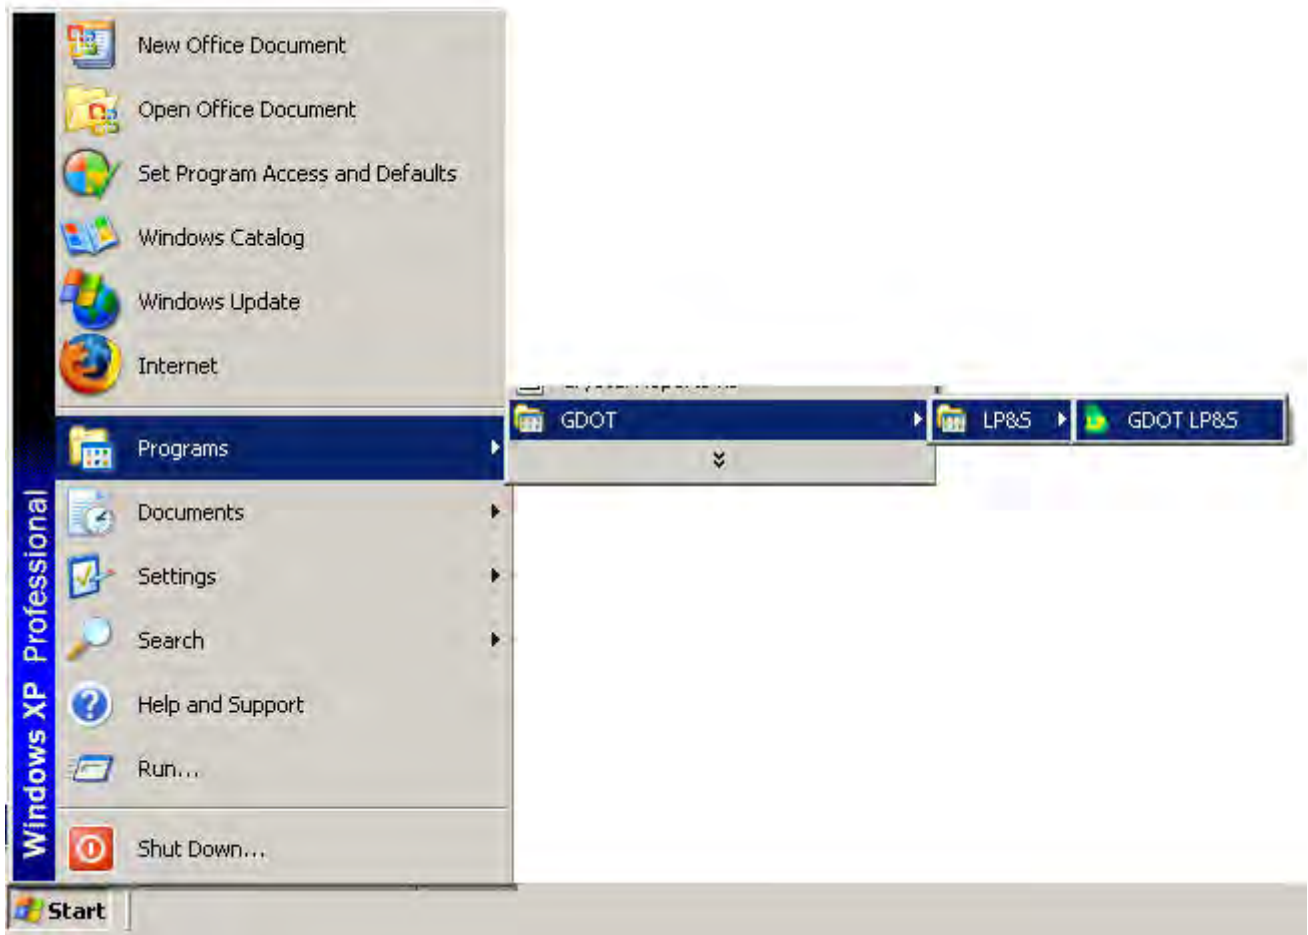 New Office Document
Open Office Document
Set Program Access and Defaults
Windows Catalog
Windows Update
Internet
Programs
GDOT
LP&S
GDOT LP&S
Documents
Settings
Search
Help and Support
Run...
Shut Down...
Windows XP Professional
Start